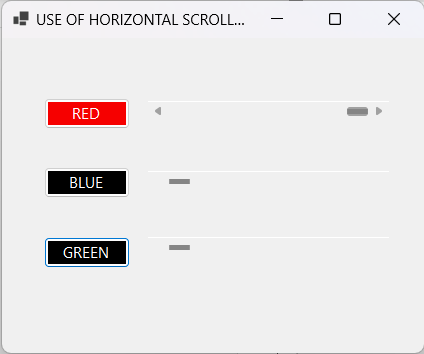 USE OF HORIZONTAL SCROLL...
RED
BLUE
GREEN